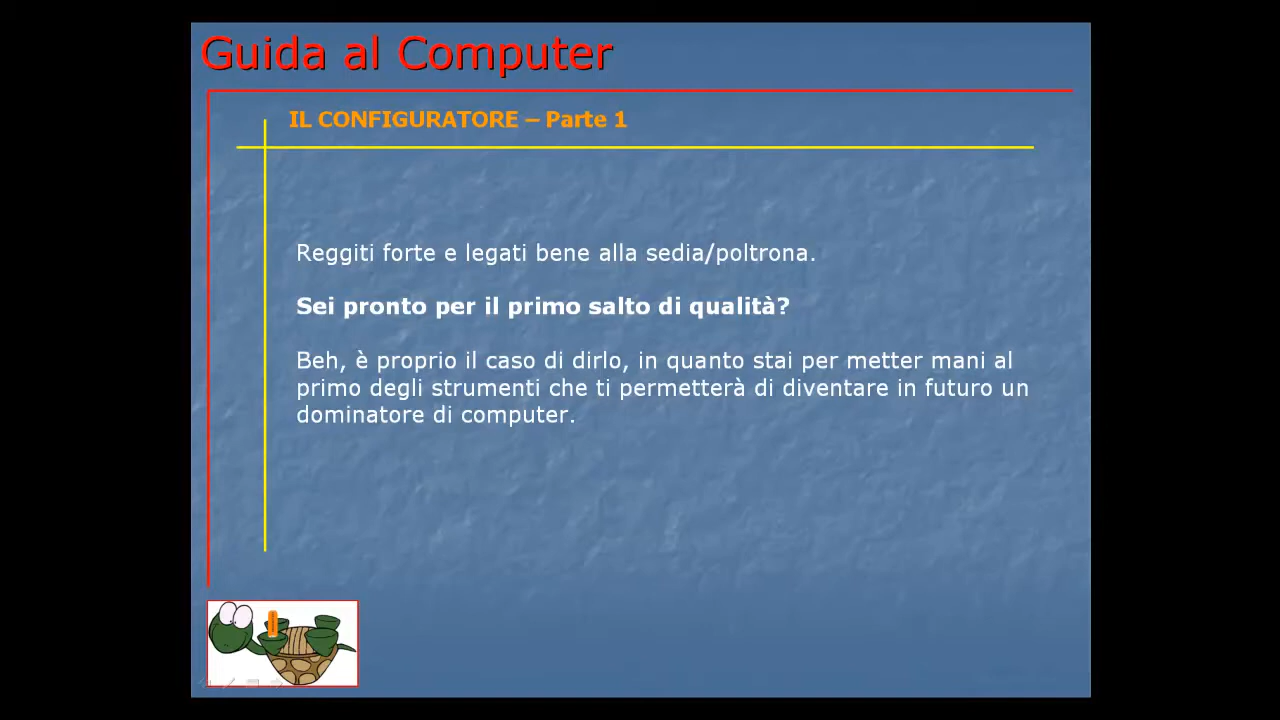 Guida al Computer
IL CONFIGURATORE – Parte 1
Reggiti forte e legati bene alla sedia/poltrona.
Sei pronto per il primo salto di qualità?
Beh, è proprio il caso di dirlo, in quanto stai per metter mani al
primo degli strumenti che ti permetterà di diventare in futuro un
dominatore di computer.